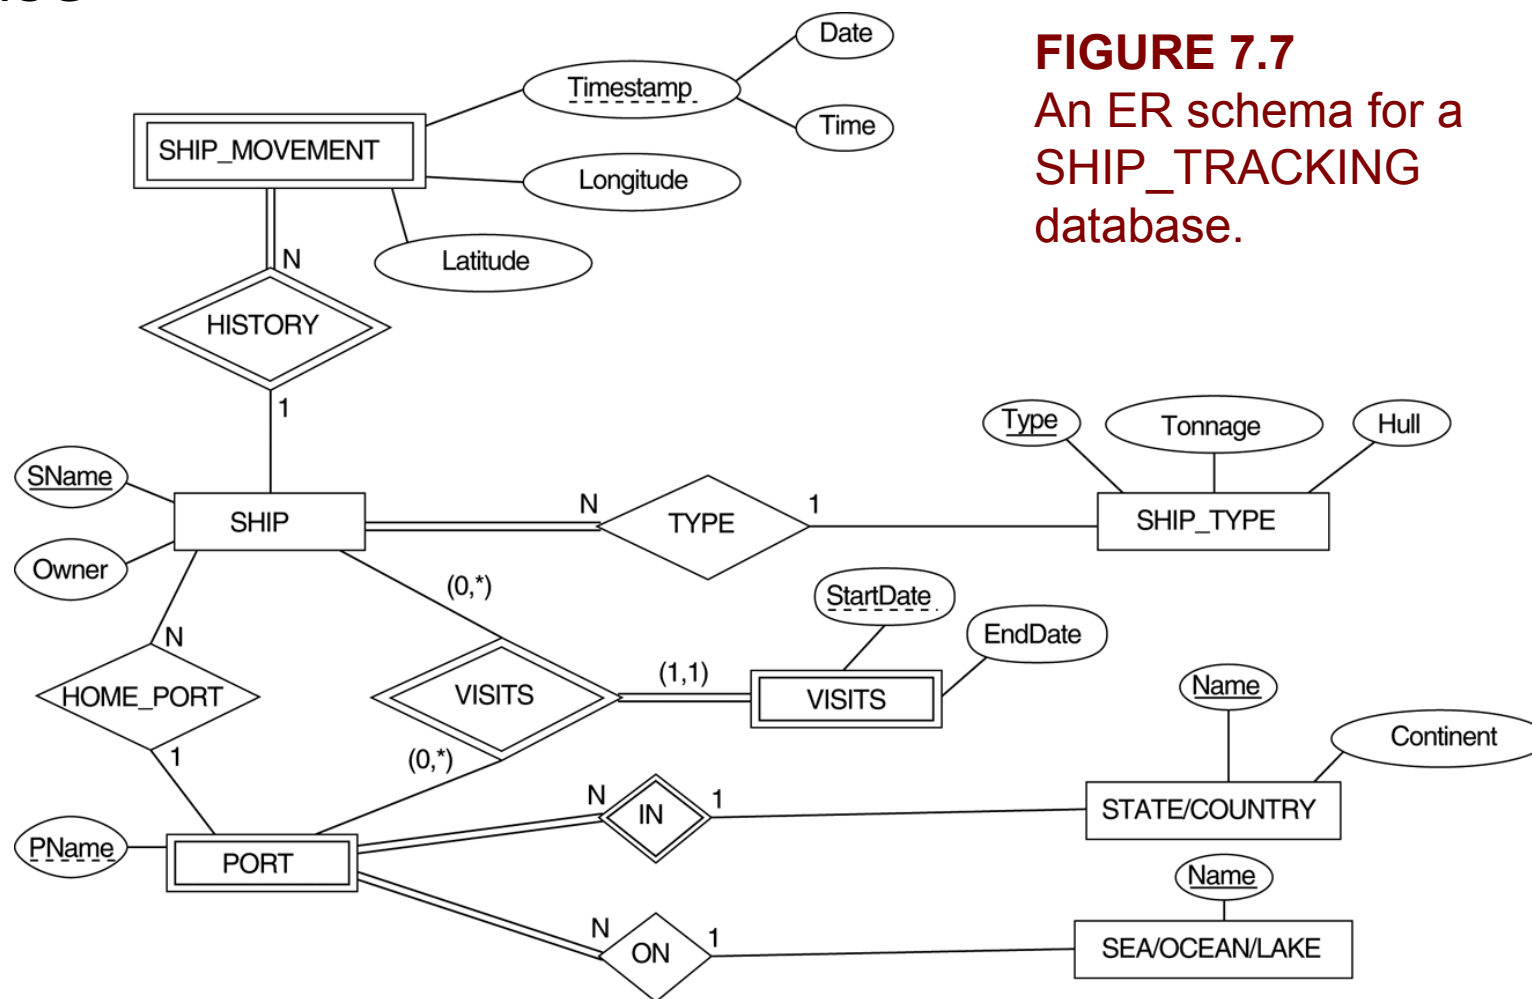 Date
FIGURE 7.7
Timestamp
An ER schema for a
Time
SHIP_MOVEMENT
SHIP_TRACKING
Longitude
database.
Latitude
N
HISTORY
1
Type
Tonnage
Hull
SName
N
1
SHIP
TYPE
SHIP_TYPE
Owner
(0,*)
StartDate
EndDate
N
(1,1)
HOME_PORT
VISITS
VISITS
Name
1
(0,*)
Continent
N
1
IN
STATE/COUNTRY
PName
PORT
Name
N
1
ON
SEA/OCEAN/LAKE